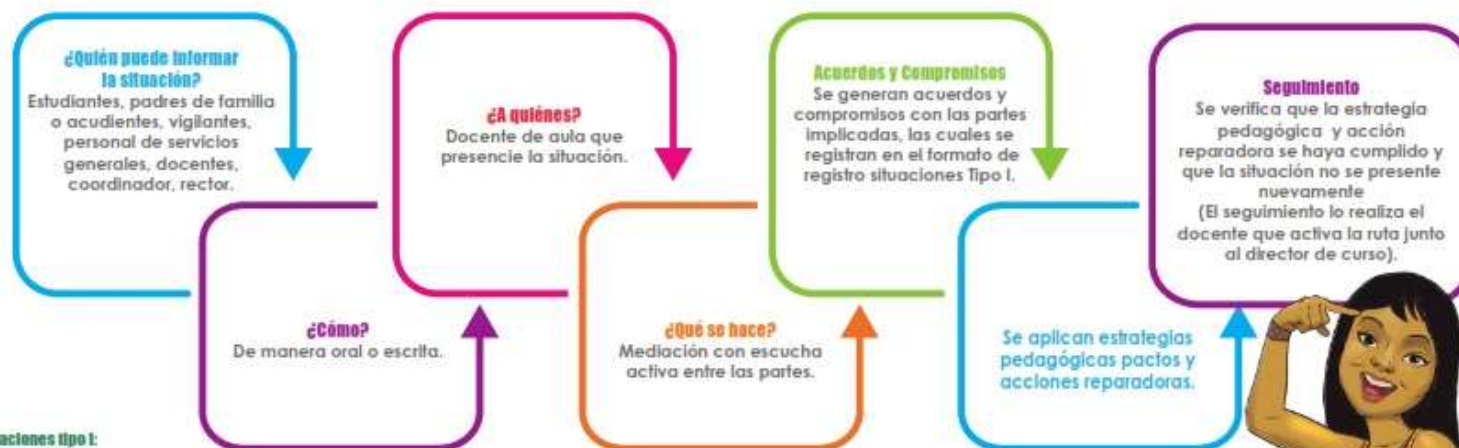 ¿Quién puede informar
la situación?
Estudiantes, padres de familia
o acudientes, vigilantes,
personal de servicios
generales, docentes,
coordinador, rector.
¿Cómo?
De manera oral o escrita.
¿A quiénes?
Docente de aula que
presencie la situación.
¿Qué se hace?
Mediación con escucha
activa entre las partes.
Acuerdos y Compromisos
Se generan acuerdos y
compromisos con las partes
implicadas, las cuales se
registran en el formato de
registro situaciones Tipo I.
Se aplican estrategias
pedagógicas pactos y
acciones reparadoras.
Seguimiento
Se verifica que la estrategia
pedagógica y acción
reparadora se haya cumplido y
que la situación no se presente
nuevamente
(El seguimiento lo realiza el
docente que activa la ruta junto
al director de curso).
aciones tipo I: